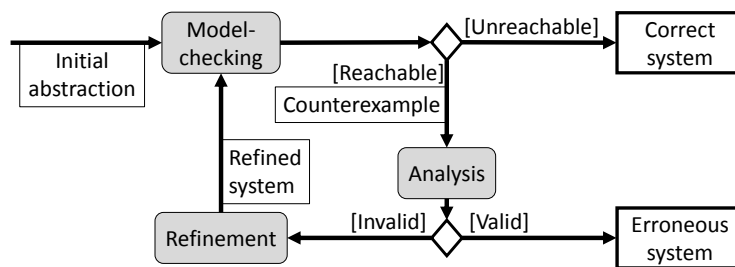 Initial
abstraction
Model-
checking
[Unreachable]
Correct
system
[Reachable]
Counterexample
Refined
system
Analysis
[Invalid]
[Valid]
Refinement
Erroneous
system